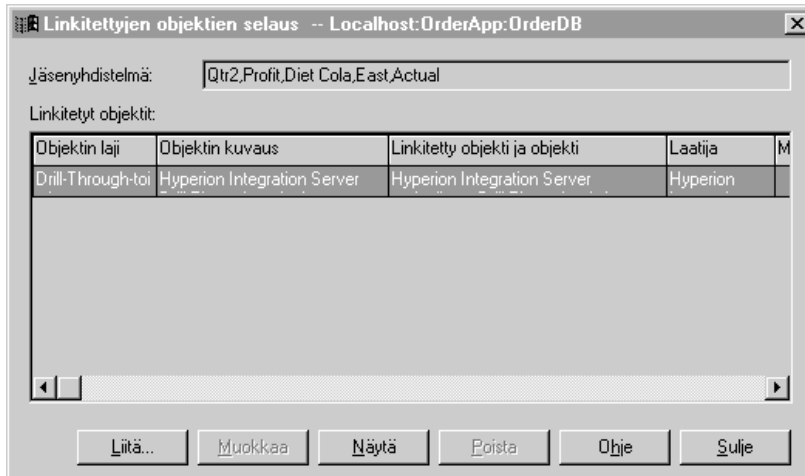 Linkitettyjen objektien selaus -- Localhost:OrderApp:OrderDB
Jäsenyhdistelmä: Qtr2,Profit,Diet Cola,East,Actual
Linkitetyt objektit:
Objektin laji Objektin kuvaus Linkitetty objekti ja objekti Laatija M
Drill-Through-toi Hyperion Integration Server Hyperion Integration Server Hyperion
Liitä... Muokkaa Näytä Poista Ohje Sulje